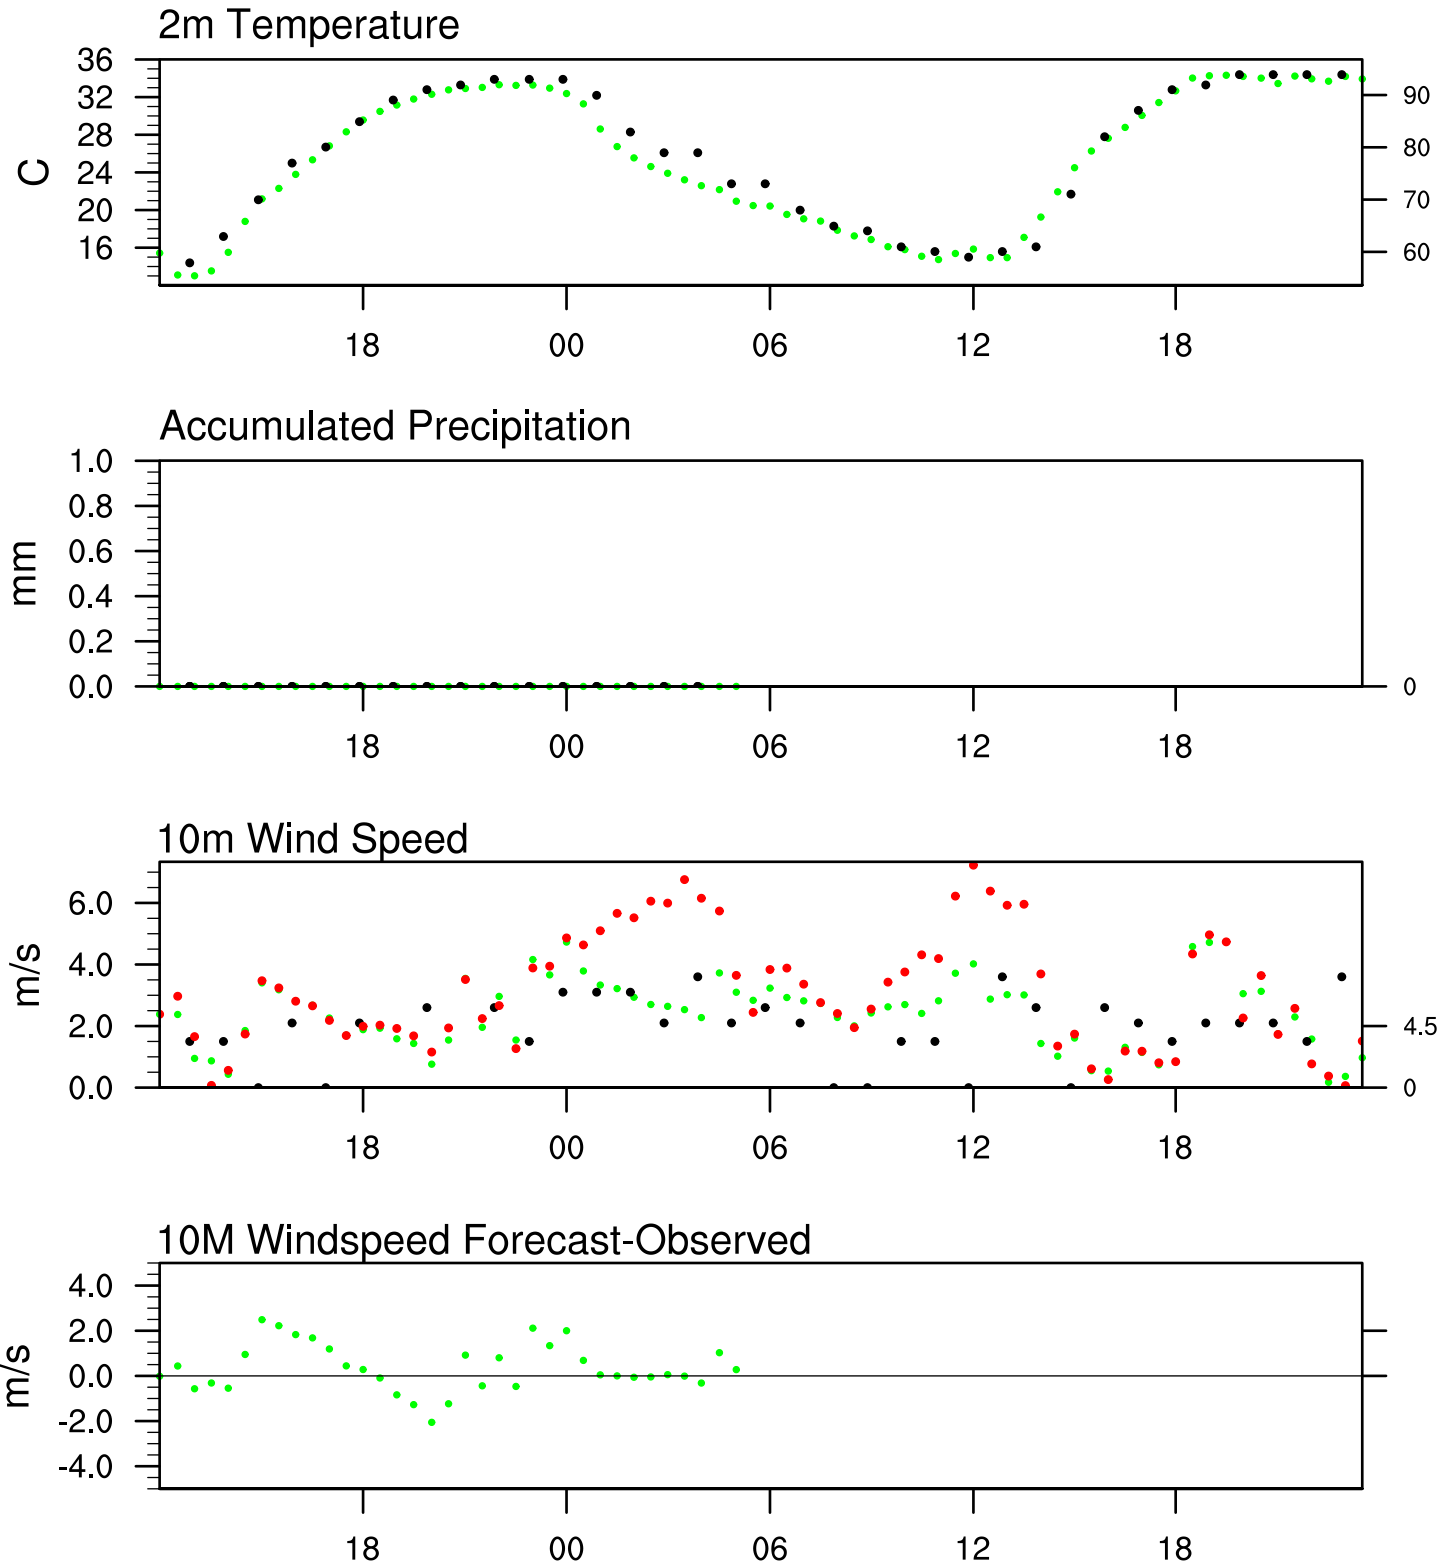 2m Temperature
36
32
28
24
20
16
C
90
80
70
60
18 00 06 12 18
Accumulated Precipitation
1.0
0.8
0.6
0.4
0.2
0.0
mm
0
18 00 06 12 18
10m Wind Speed
6.0
4.0
2.0
0.0
m/s
4.5
0
18 00 06 12 18
10M Windspeed Forecast-Observed
4.0
2.0
0.0
-2.0
-4.0
m/s
18 00 06 12 18